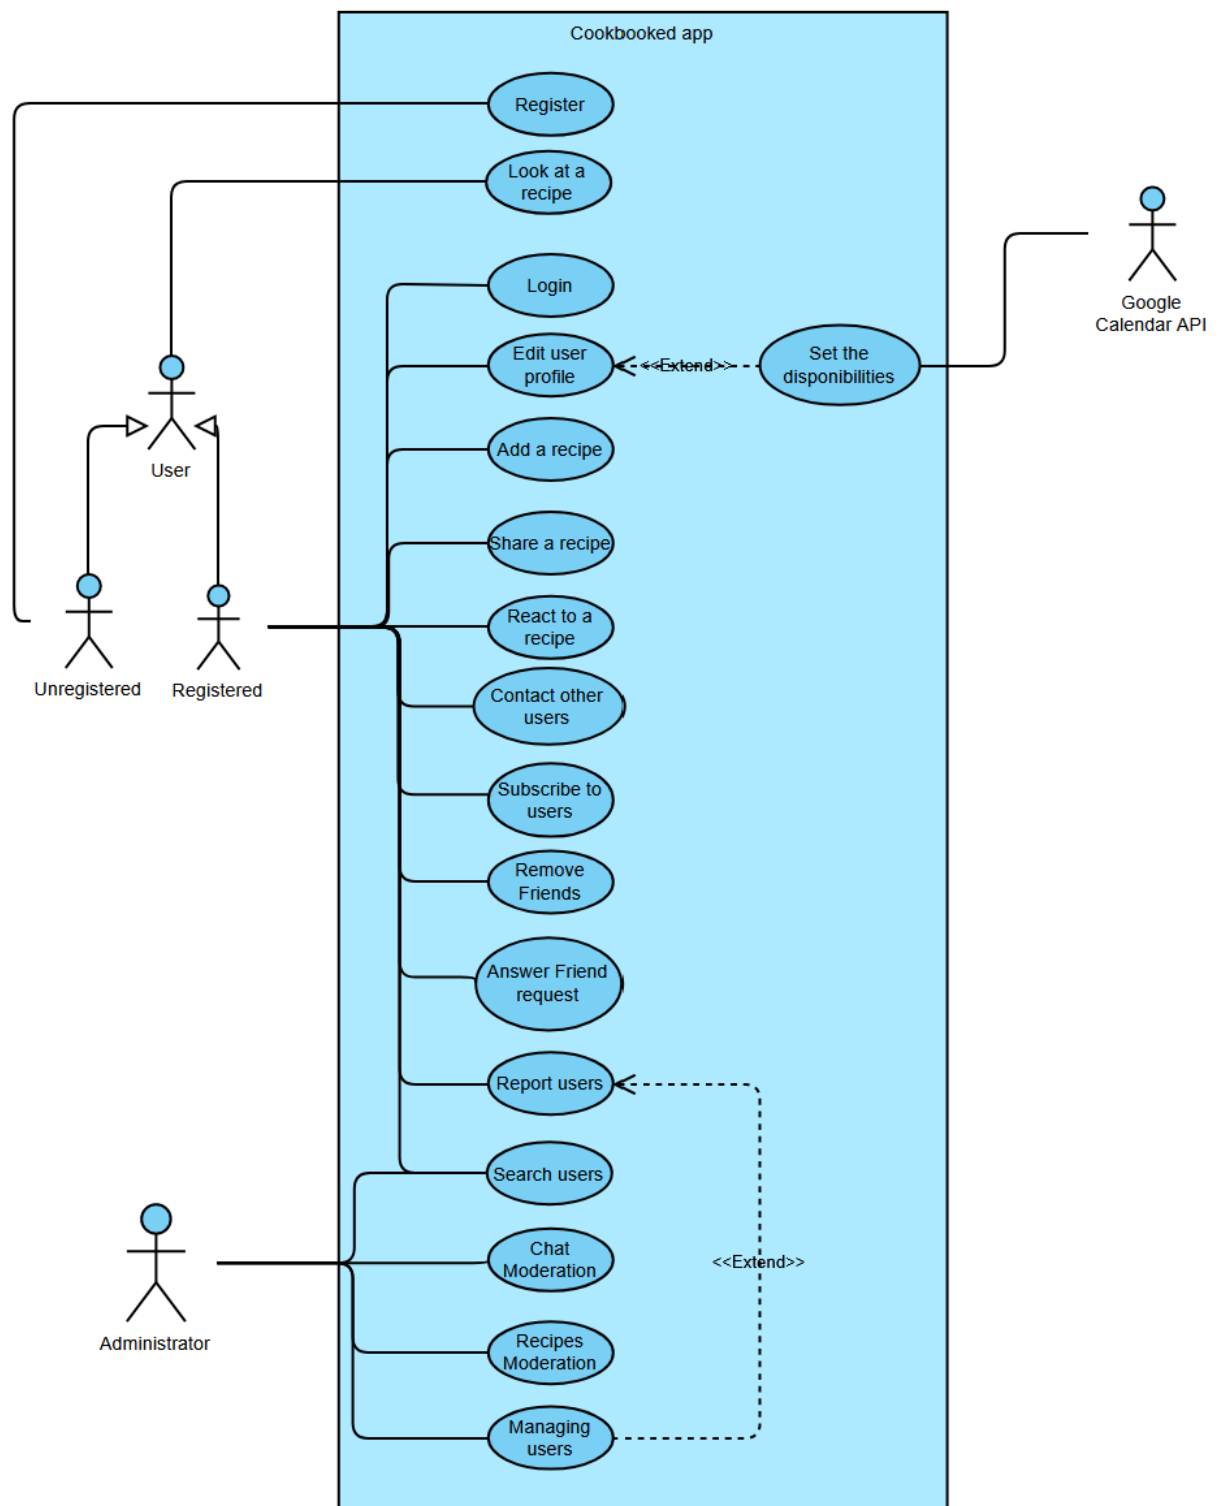 Cookbooked app
Register
Look at a
recipe
Login
Google
Calendar API
Edit user
profile
<<Extend>>
Set the
disponibilities
Add a recipe
User
Share a recipe
React to a
recipe
Unregistered
Registered
Contact other
users
Subscribe to
users
Remove
Friends
Answer Friend
request
Report users
Search users
Chat
Moderation
<<Extend>>
Administrator
Recipes
Moderation
Managing
users